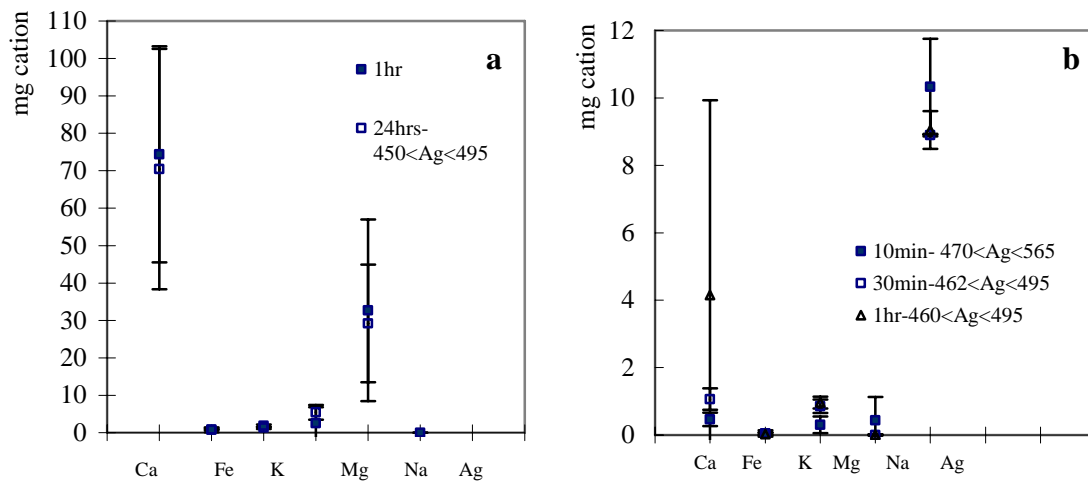 110
100
90
80
70
60
50
40
30
20
10
0
mg cation
a
1hr
24hrs-
450<Ag<495
Ca Fe K Mg Na Ag
12
10
8
6
4
2
0
mg cation
b
10min- 470<Ag<565
30min-462<Ag<495
1hr-460<Ag<495
Ca Fe K Mg Na Ag